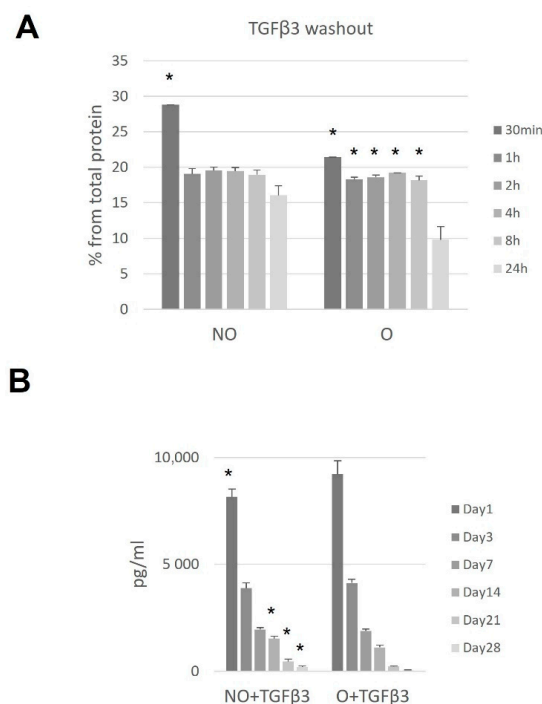 A
TGFβ3 washout
% from total protein
35
30
25
20
15
10
5
0
*
* * * * *
NO O
30min
1h
2h
4h
8h
24h
B
pg/ml
10,000
5 000
0
*
* * *
NO+TGFβ3 O+TGFβ3
Day1
Day3
Day7
Day14
Day21
Day28